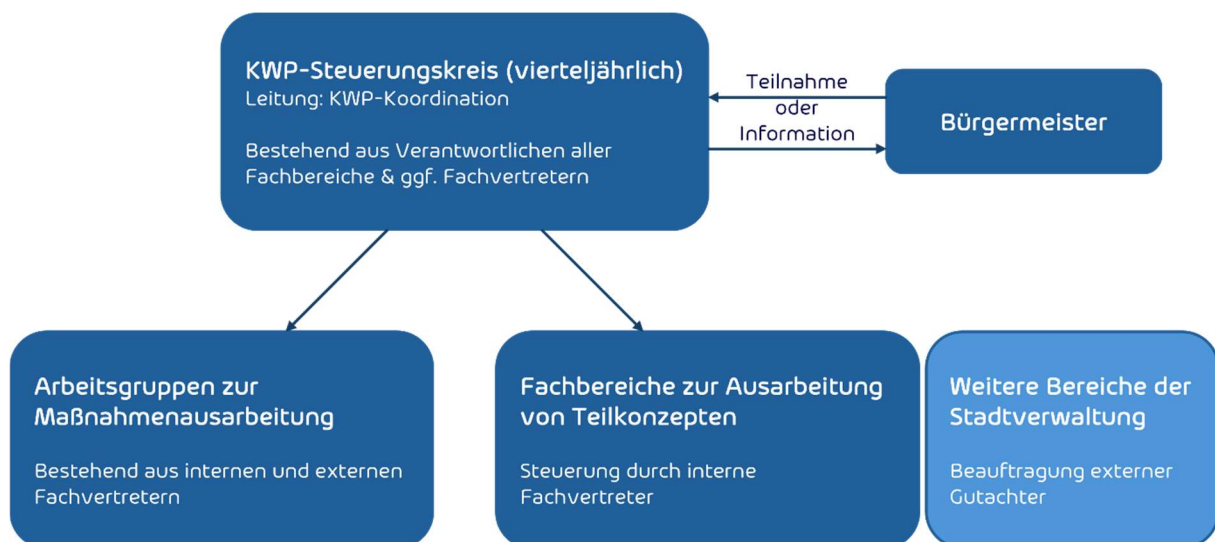 KWP-Steuerungskreis (vierteljährlich)
Leitung: KWP-Koordination
Bestehend aus Verantwortlichen aller
Fachbereiche & ggf. Fachvertretern
Teilnahme
oder
Information
Bürgermeister
Arbeitsgruppen zur
Maßnahmenausarbeitung
Bestehend aus internen und externen
Fachvertretern
Fachbereiche zur Ausarbeitung
von Teilkonzepten
Steuerung durch interne
Fachvertreter
Weitere Bereiche der
Stadtverwaltung
Beauftragung externer
Gutachter